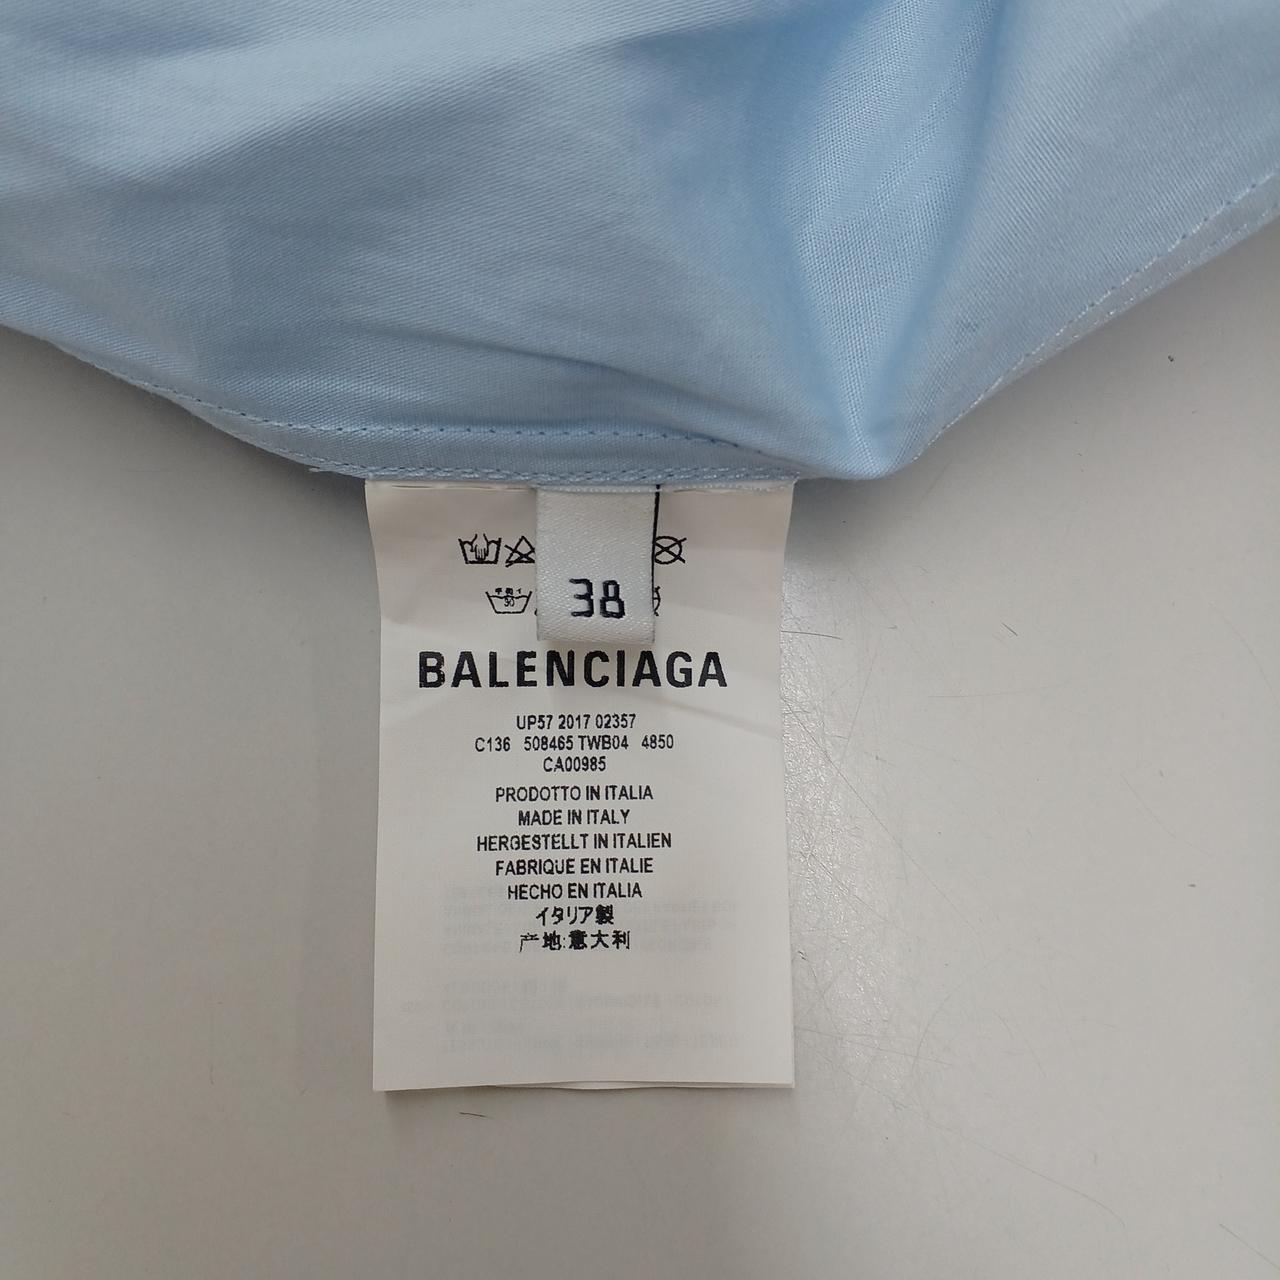 38
BALENCIAGA
UP57 2017 02357
C136 508465 TWB04 4850
CA00985
PRODOTTO IN ITALIA
MADE IN ITALY
HERGESTELLT IN ITALIEN
FABRIQUE EN ITALIE
HECHO EN ITALIA
イタリア製
产地:意大利